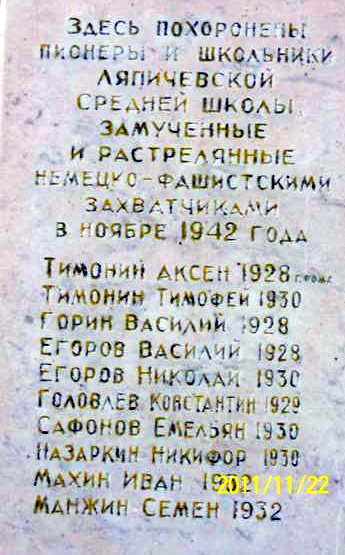 ЗДЕСЬ ПОХОРОНЕНЫ
ПИОНЕРЫ И ШКОЛЬНИКИ
ЛЯПИЧЕВСКОЙ
СРЕДНЕЙ ШКОЛЫ,
ЗАМУЧЕННЫЕ
И РАСТРЕЛЯННЫЕ
НЕМЕЦКО-ФАШИСТСКИМИ
ЗАХВАТЧИКАМИ
В НОЯБРЕ 1942 ГОДА
ТИМОНИН АКСЕН 1928 Г. РОЖ.
ТИМОНИН ТИМОФЕЙ 1930
ГОРИН ВАСИЛИЙ 1928
ЕГОРОВ ВАСИЛИЙ 1928
ЕГОРОВ НИКОЛАЙ 1930
ГОЛОВЛЕВ КОНСТАНТИН 1929
САФОНОВ ЕМЕЛЬЯН 1930
НАЗАРКИН НИКИФОР 1930
МАХИН ИВАН
2011/11/22
МАНЖИН СЕМЕН 1932